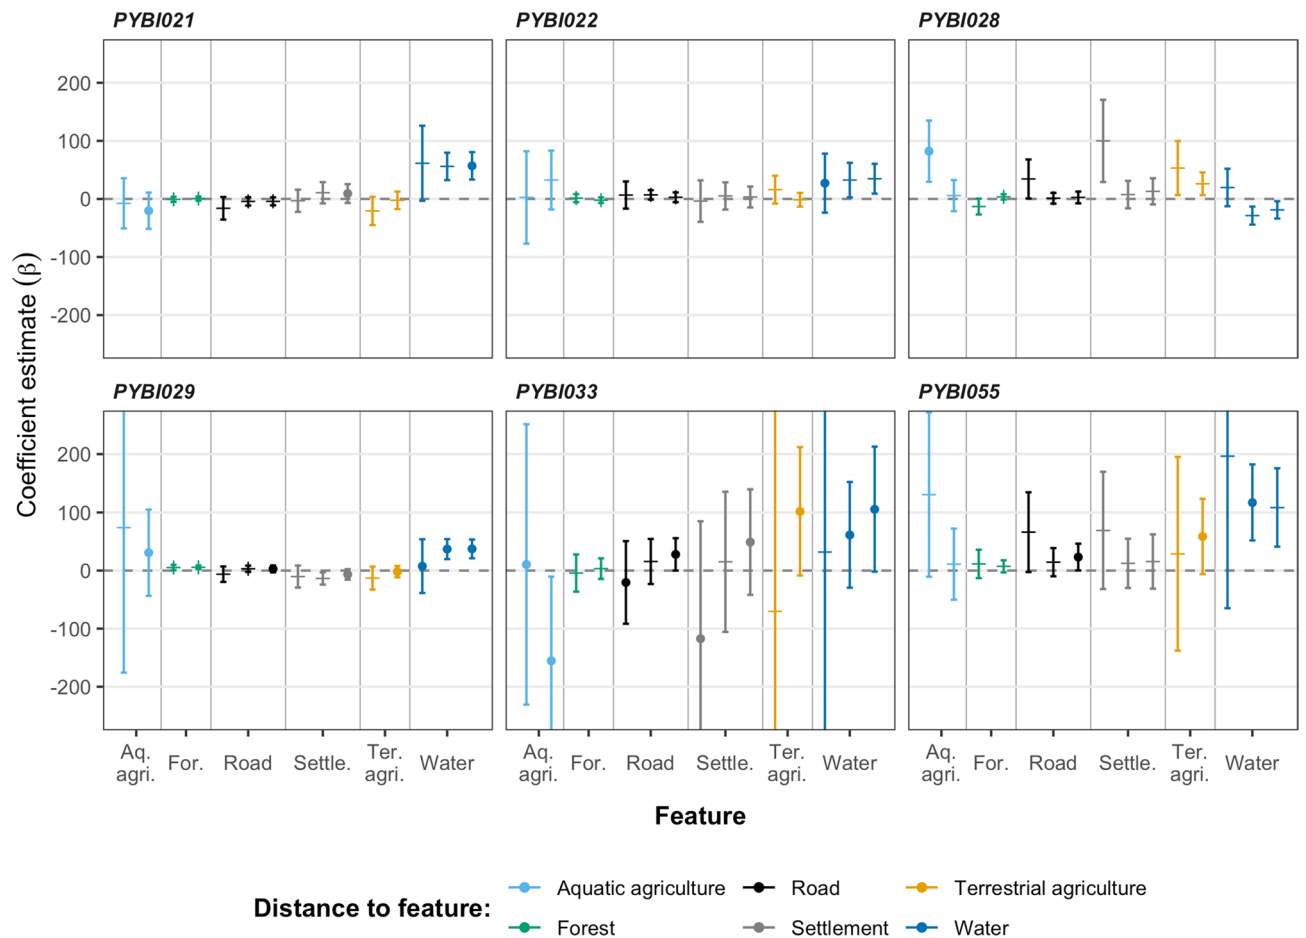 PYBI021 PYBI022 PYBI028
200
100
0
-100
-200
PYBI029 PYBI033 PYBI055
200
100
0
-100
-200
Coefficient estimate (β)
Aq. agri. For. Road Settle. Ter. agri. Water
Aq. agri. For. Road Settle. Ter. agri. Water
Aq. agri. For. Road Settle. Ter. agri. Water
Feature
Distance to feature:
Aquatic agriculture Road Terrestrial agriculture
Forest Settlement Water